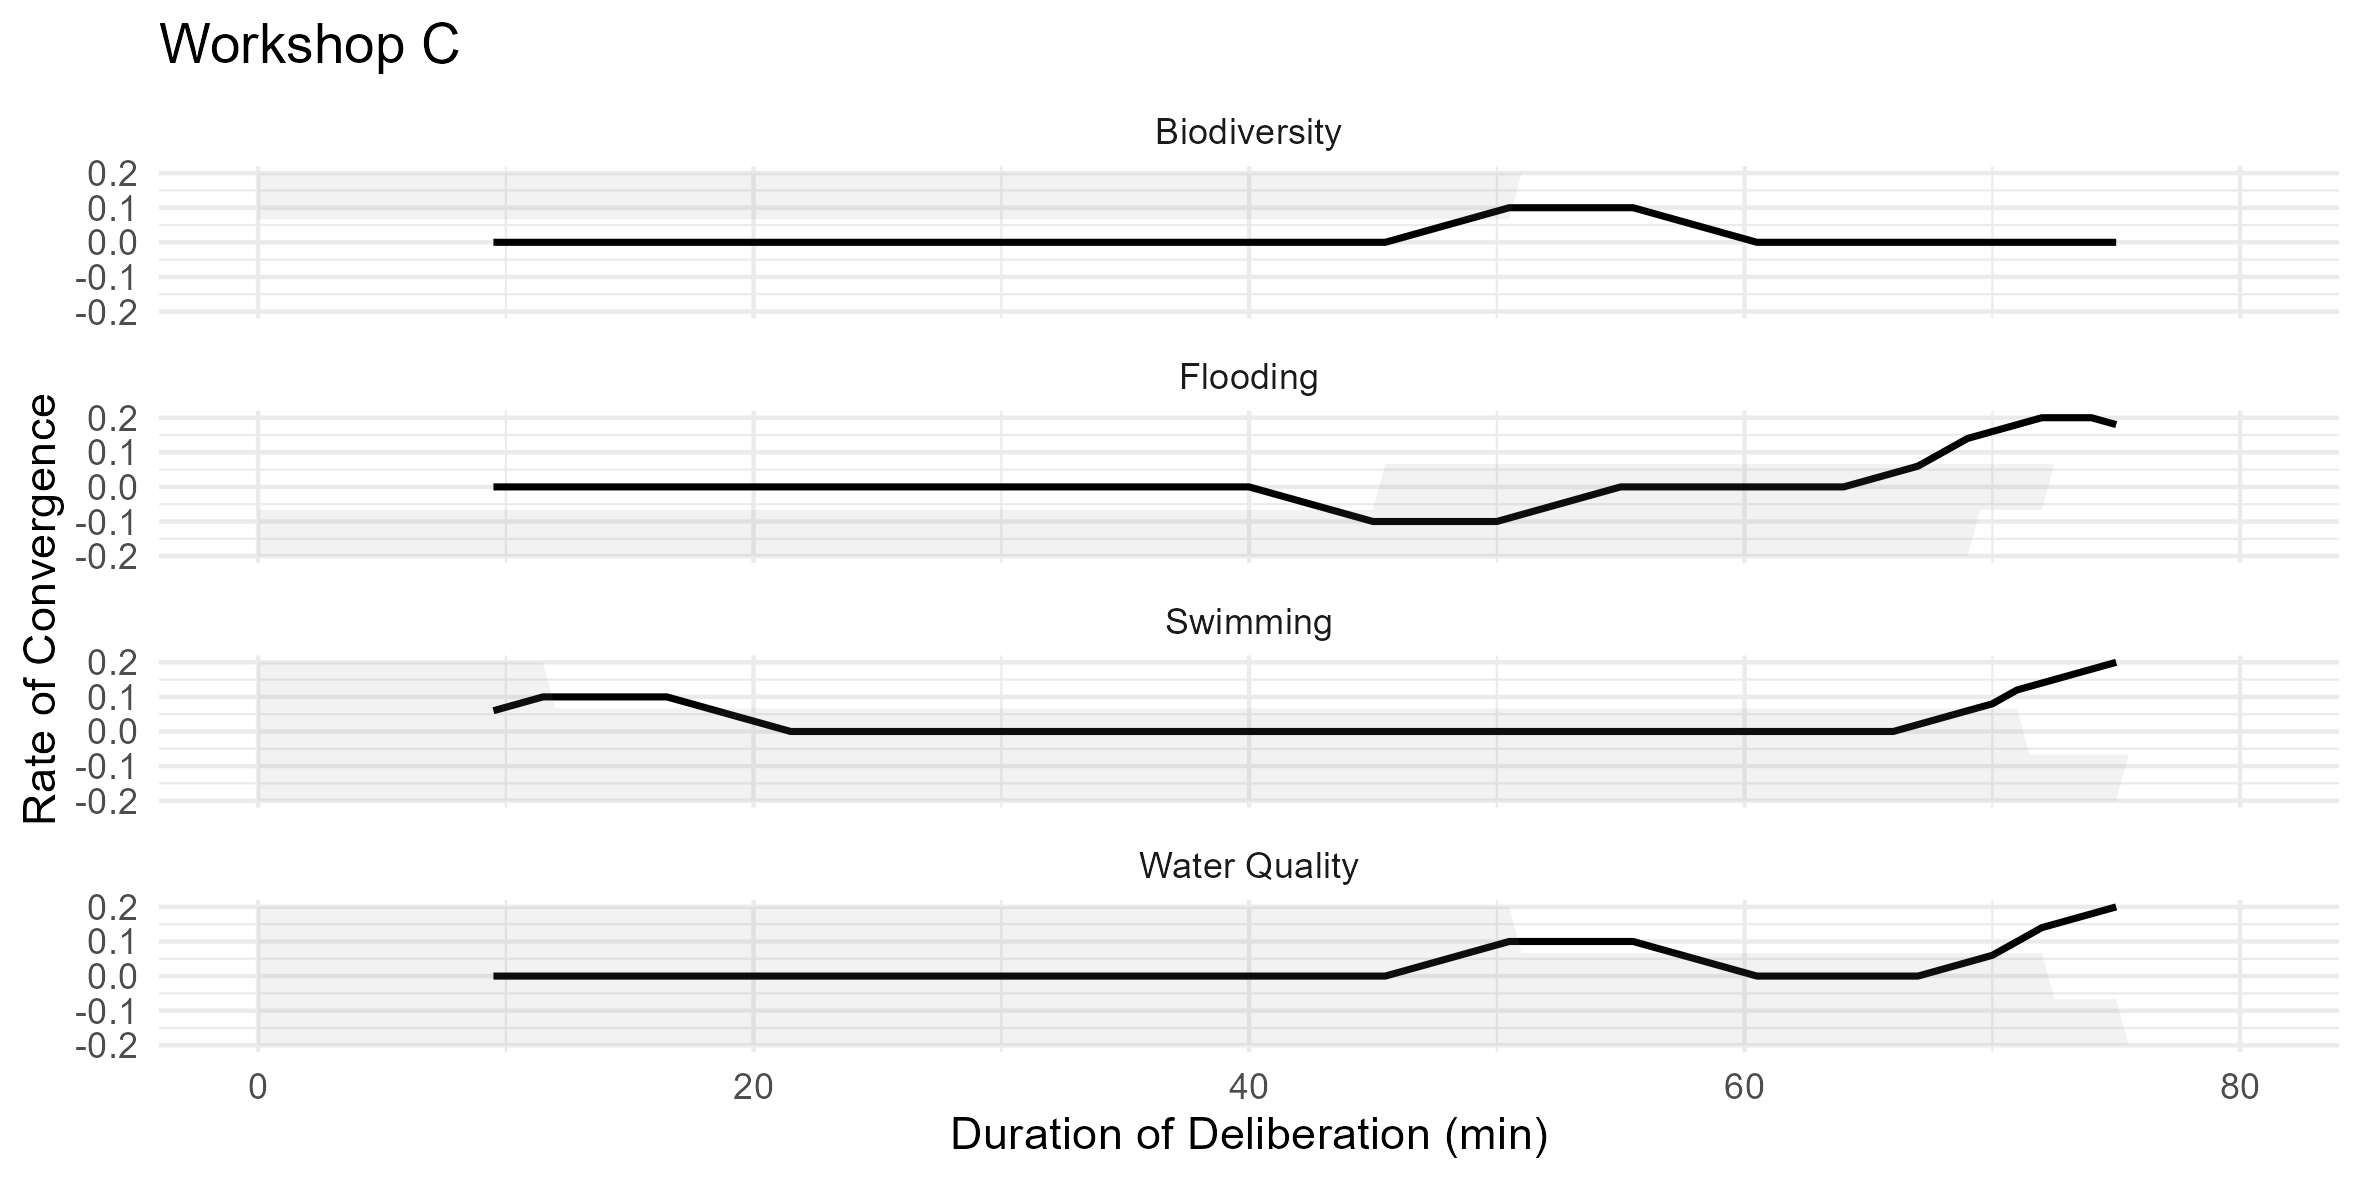 Workshop C
Biodiversity
0.2
0.1
0.0
-0.1
-0.2
Flooding
0.2
0.1
0.0
-0.1
-0.2
Swimming
0.2
0.1
0.0
-0.1
-0.2
Water Quality
0.2
0.1
0.0
-0.1
-0.2
Rate of Convergence
0 20 40 60 80
Duration of Deliberation (min)